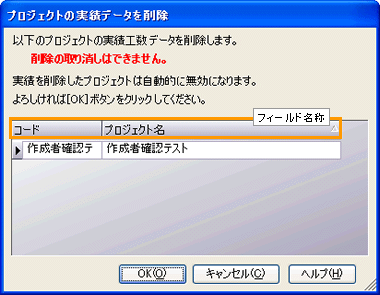 プロジェクトの実績データを削除
以下のプロジェクトの実績工数データを削除します。
削除の取り消しはできません。
実績を削除したプロジェクトは自動的に無効になります。
よろしければ[OK]ボタンをクリックしてください。
フィールド名称
コード プロジェクト名
作成者確認テ 作成者確認テスト
OK(O) キャンセル(C) ヘルプ(H)